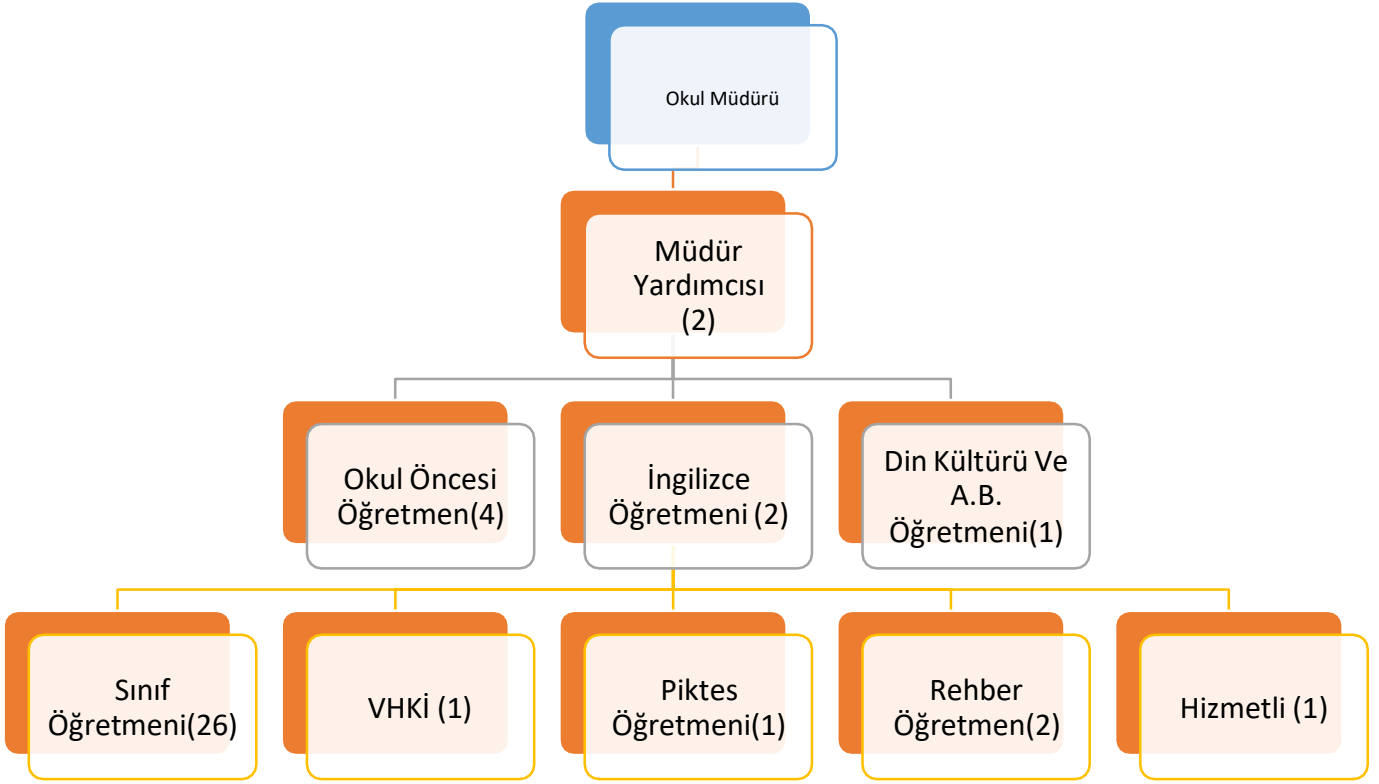 Okul Müdürü
Müdür
Yardımcısı
(2)
Okul Öncesi
Öğretmen(4)
İngilizce
Öğretmeni (2)
Din Kültürü Ve
A.B.
Öğretmeni(1)
Sınıf
Öğretmeni(26)
VHKİ (1)
Piktes
Öğretmeni(1)
Rehber
Öğretmen(2)
Hizmetli (1)